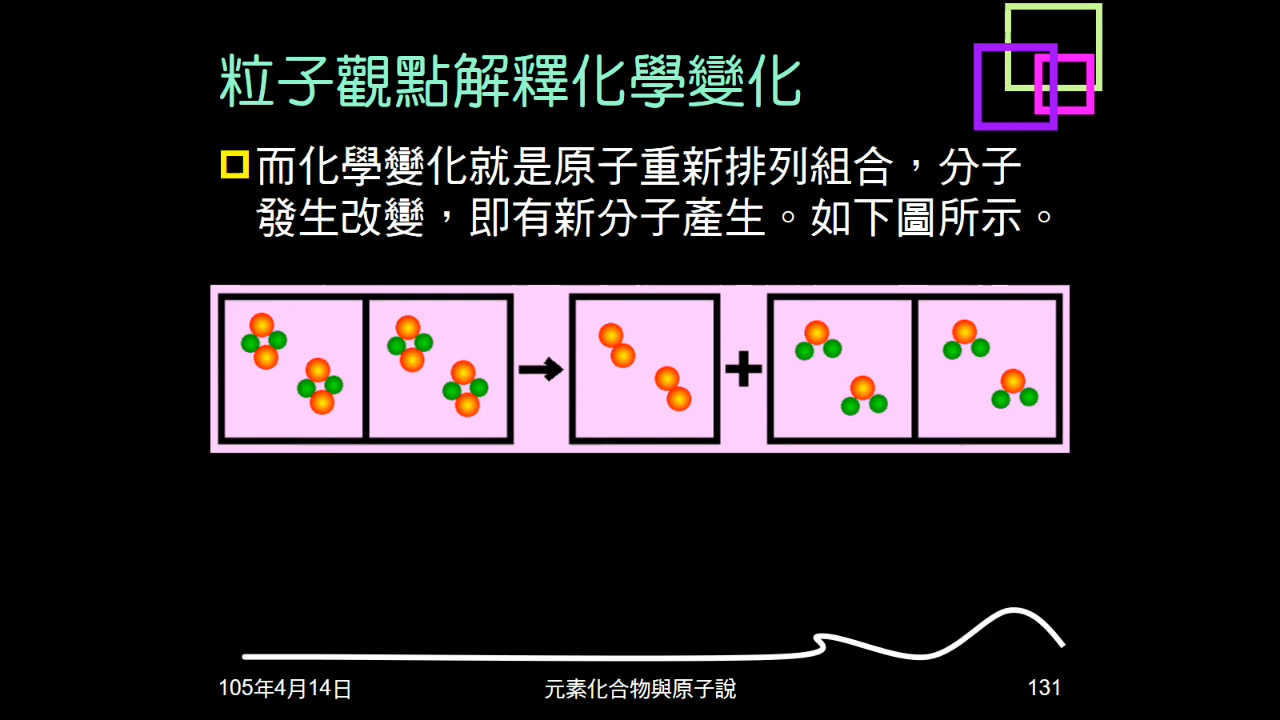 粒子觀點解釋化學變化
而化學變化就是原子重新排列組合，分子
發生改變，即有新分子產生。如下圖所示。
105年4月14日
元素化合物與原子說
131